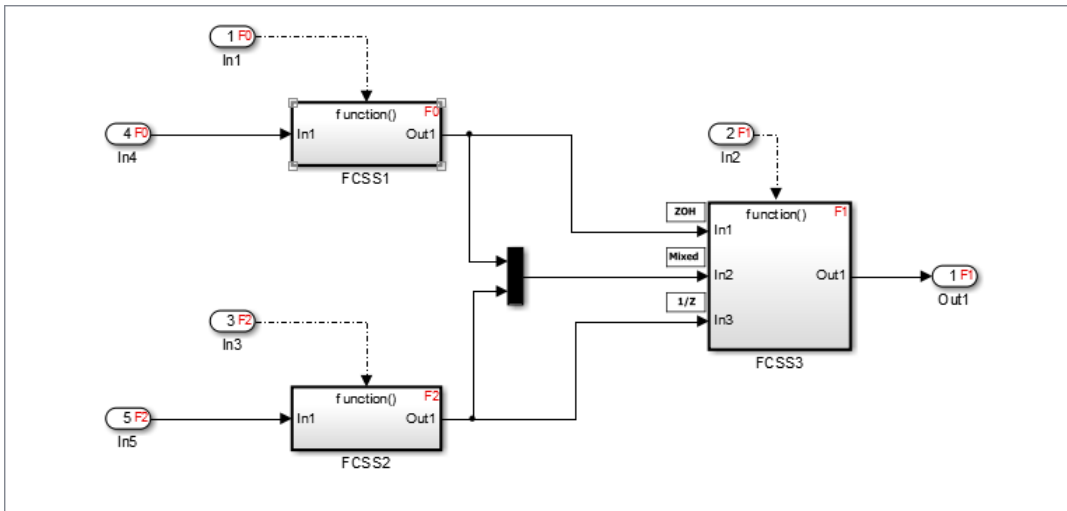 1 F0
In1
function() F0
4 F0
In1
Out1
In4
FCSS1
2 F1
In2
function() F1
ZOH
In1
Mixed
In2
Out1
1 F1
Out1
1/Z
In3
FCSS3
3 F2
In3
function() F2
5 F2
In1
Out1
In5
FCSS2